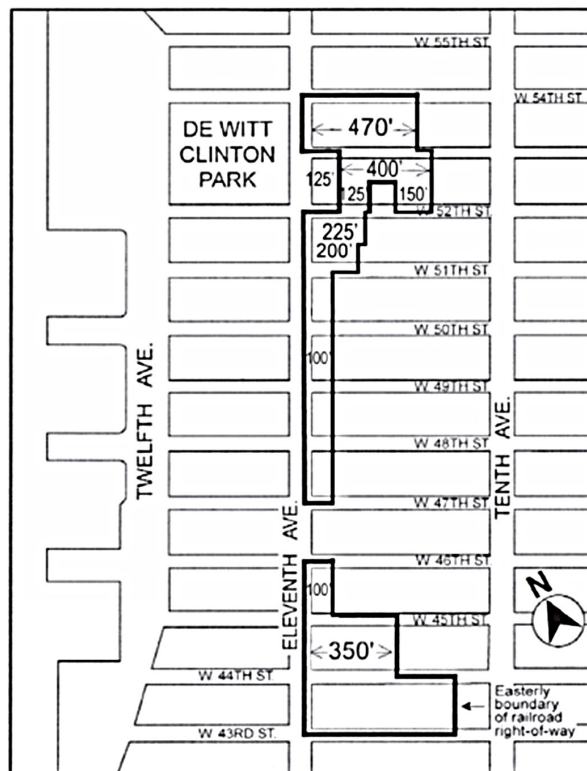 W. 55TH ST.
W. 54TH ST.
DE WITT
CLINTON
PARK
470'
400'
125'
125'
150'
W. 52TH ST.
225'
200'
W. 51TH ST.
W. 50TH ST.
100'
W. 49TH ST.
W. 48TH ST.
W. 47TH ST.
TWELFTH AVE.
ELEVENTH AVE.
TENTH AVE.
W. 46TH ST.
100'
N
W. 45TH ST.
350'
W. 44TH ST.
Easterly
boundary
of railroad
right-of-way
W. 43RD ST.